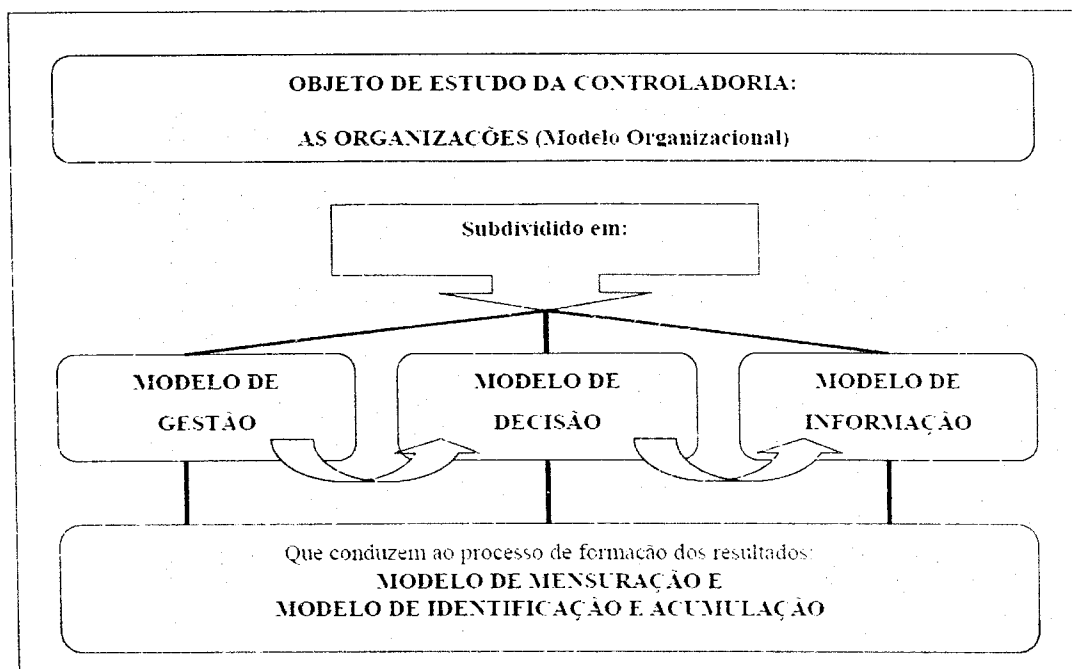 OBJETO DE ESTUDO DA CONTROLADORIA:
AS ORGANIZAÇÕES (Modelo Organizacional)
Subdividido em:
MODELO DE
GESTÃO
MODELO DE
DECISÃO
MODELO DE
INFORMAÇÃO
Que conduzem ao processo de formação dos resultados:
MODELO DE MENSURAÇÃO E
MODELO DE IDENTIFICAÇÃO E ACUMULAÇÃO